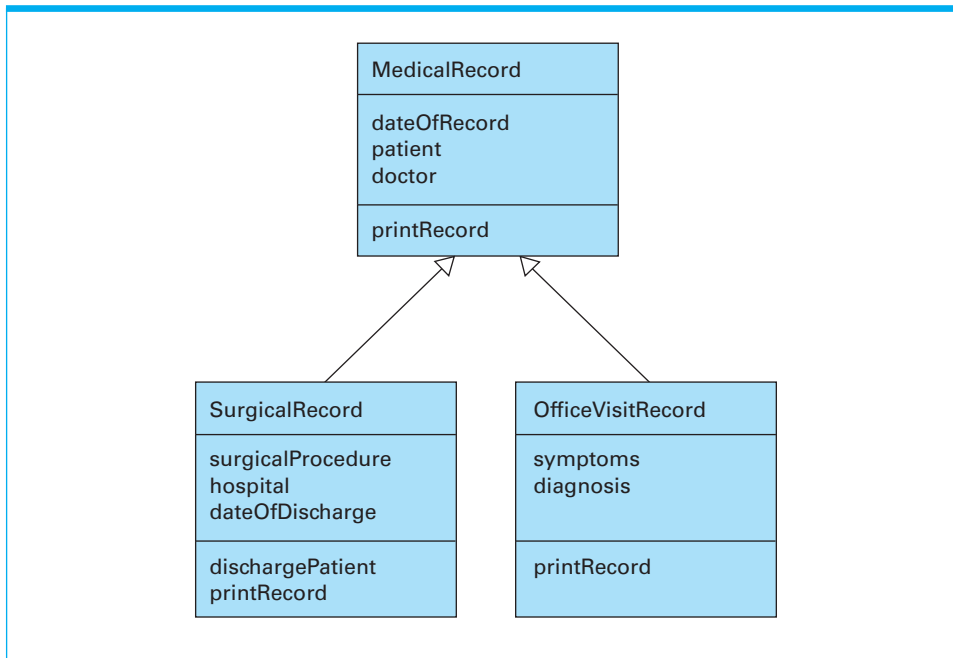 MedicalRecord
dateOfRecord
patient
doctor
printRecord
SurgicalRecord
surgicalProcedure
hospital
dateOfDischarge
dischargePatient
printRecord
OfficeVisitRecord
symptoms
diagnosis
printRecord